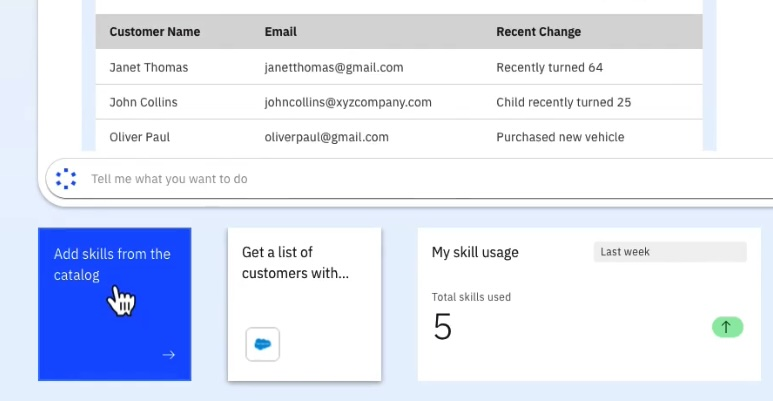 Customer Name Email Recent Change
Janet Thomas janetthomas@gmail.com Recently turned 64
John Collins johncollins@xyzcompany.com Child recently turned 25
Oliver Paul oliverpaul@gmail.com Purchased new vehicle
Tell me what you want to do
Add skills from the
catalog
Get a list of
customers with...
My skill usage
Last week
Total skills used
5